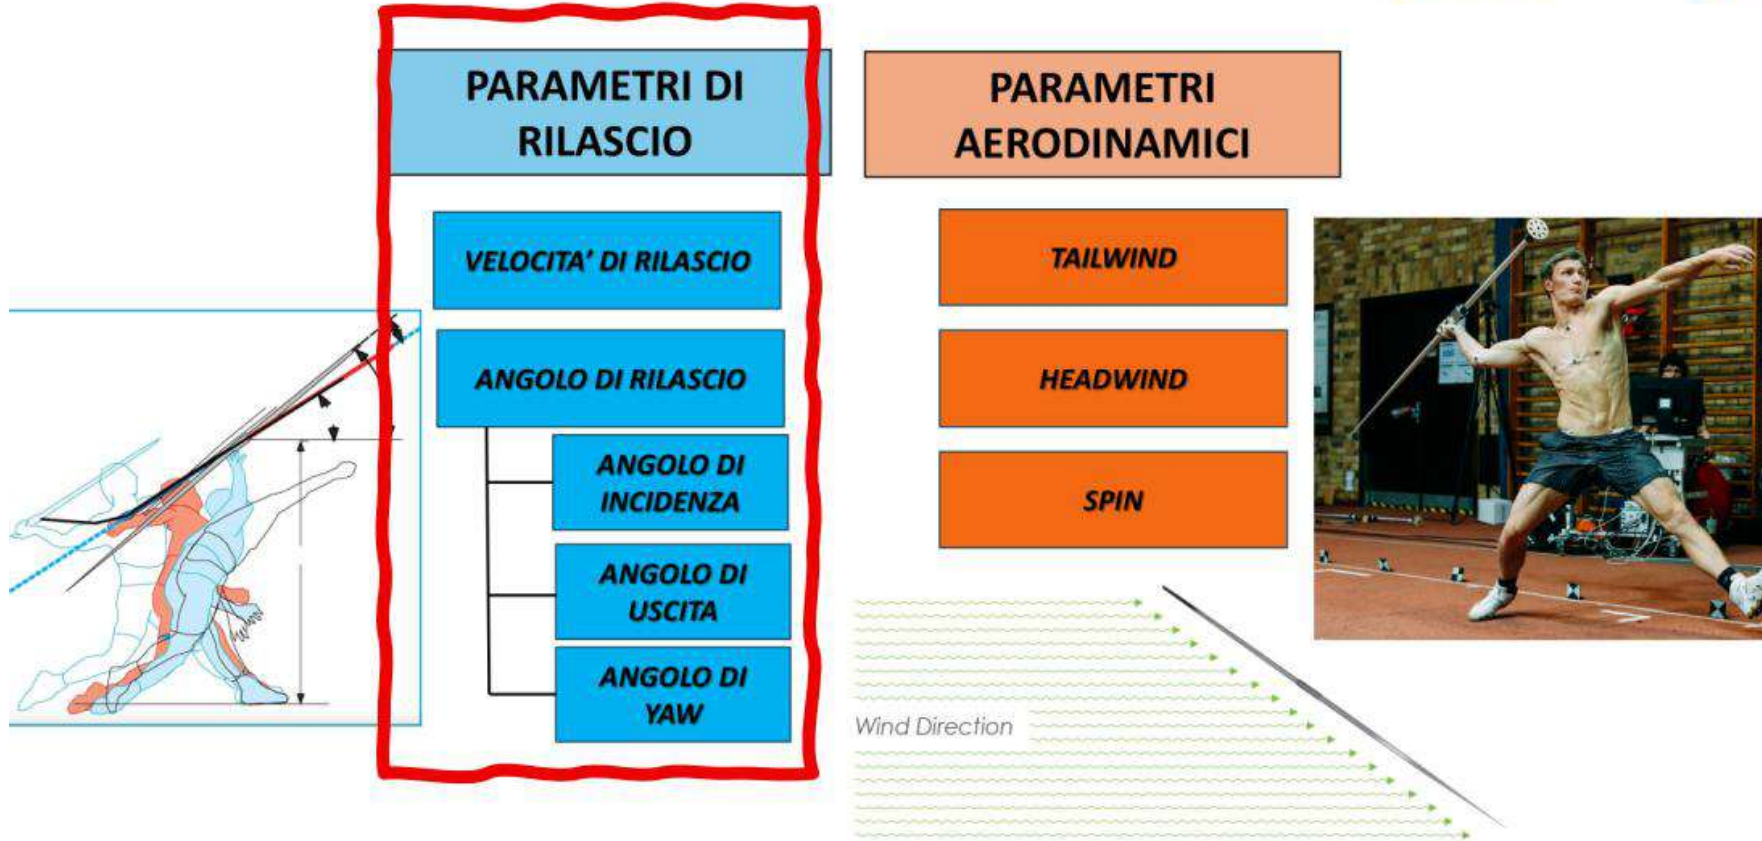 PARAMETRI DI
RILASCIO
VELOCITA' DI RILASCIO
ANGOLO DI RILASCIO
ANGOLO DI
INCIDENZA
ANGOLO DI
USCITA
ANGOLO DI
YAW
PARAMETRI
AERODINAMICI
TAILWIND
HEADWIND
SPIN
Wind Direction